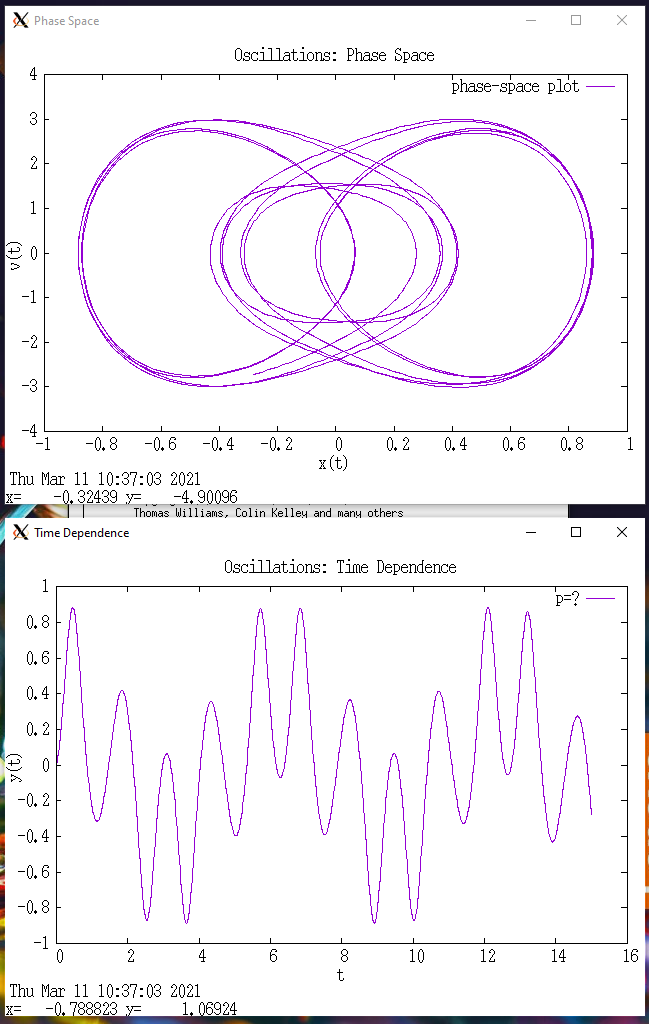 Phase Space
Oscillations: Phase Space
phase-space plot
4
3
2
1
0
-1
-2
-3
-4
v(t)
-1 -0.8 -0.6 -0.4 -0.2 0 0.2 0.4 0.6 0.8 1
x(t)
Thu Mar 11 10:37:03 2021
x= -0.32439 y= -4.90096
Thomas Williams, Colin Kelley and many others
Time Dependence
Oscillations: Time Dependence
p=?
1
0.8
0.6
0.4
0.2
0
-0.2
-0.4
-0.6
-0.8
-1
y(t)
0 2 4 6 8 10 12 14 16
t
Thu Mar 11 10:37:03 2021
x= -0.788823 y= 1.06924